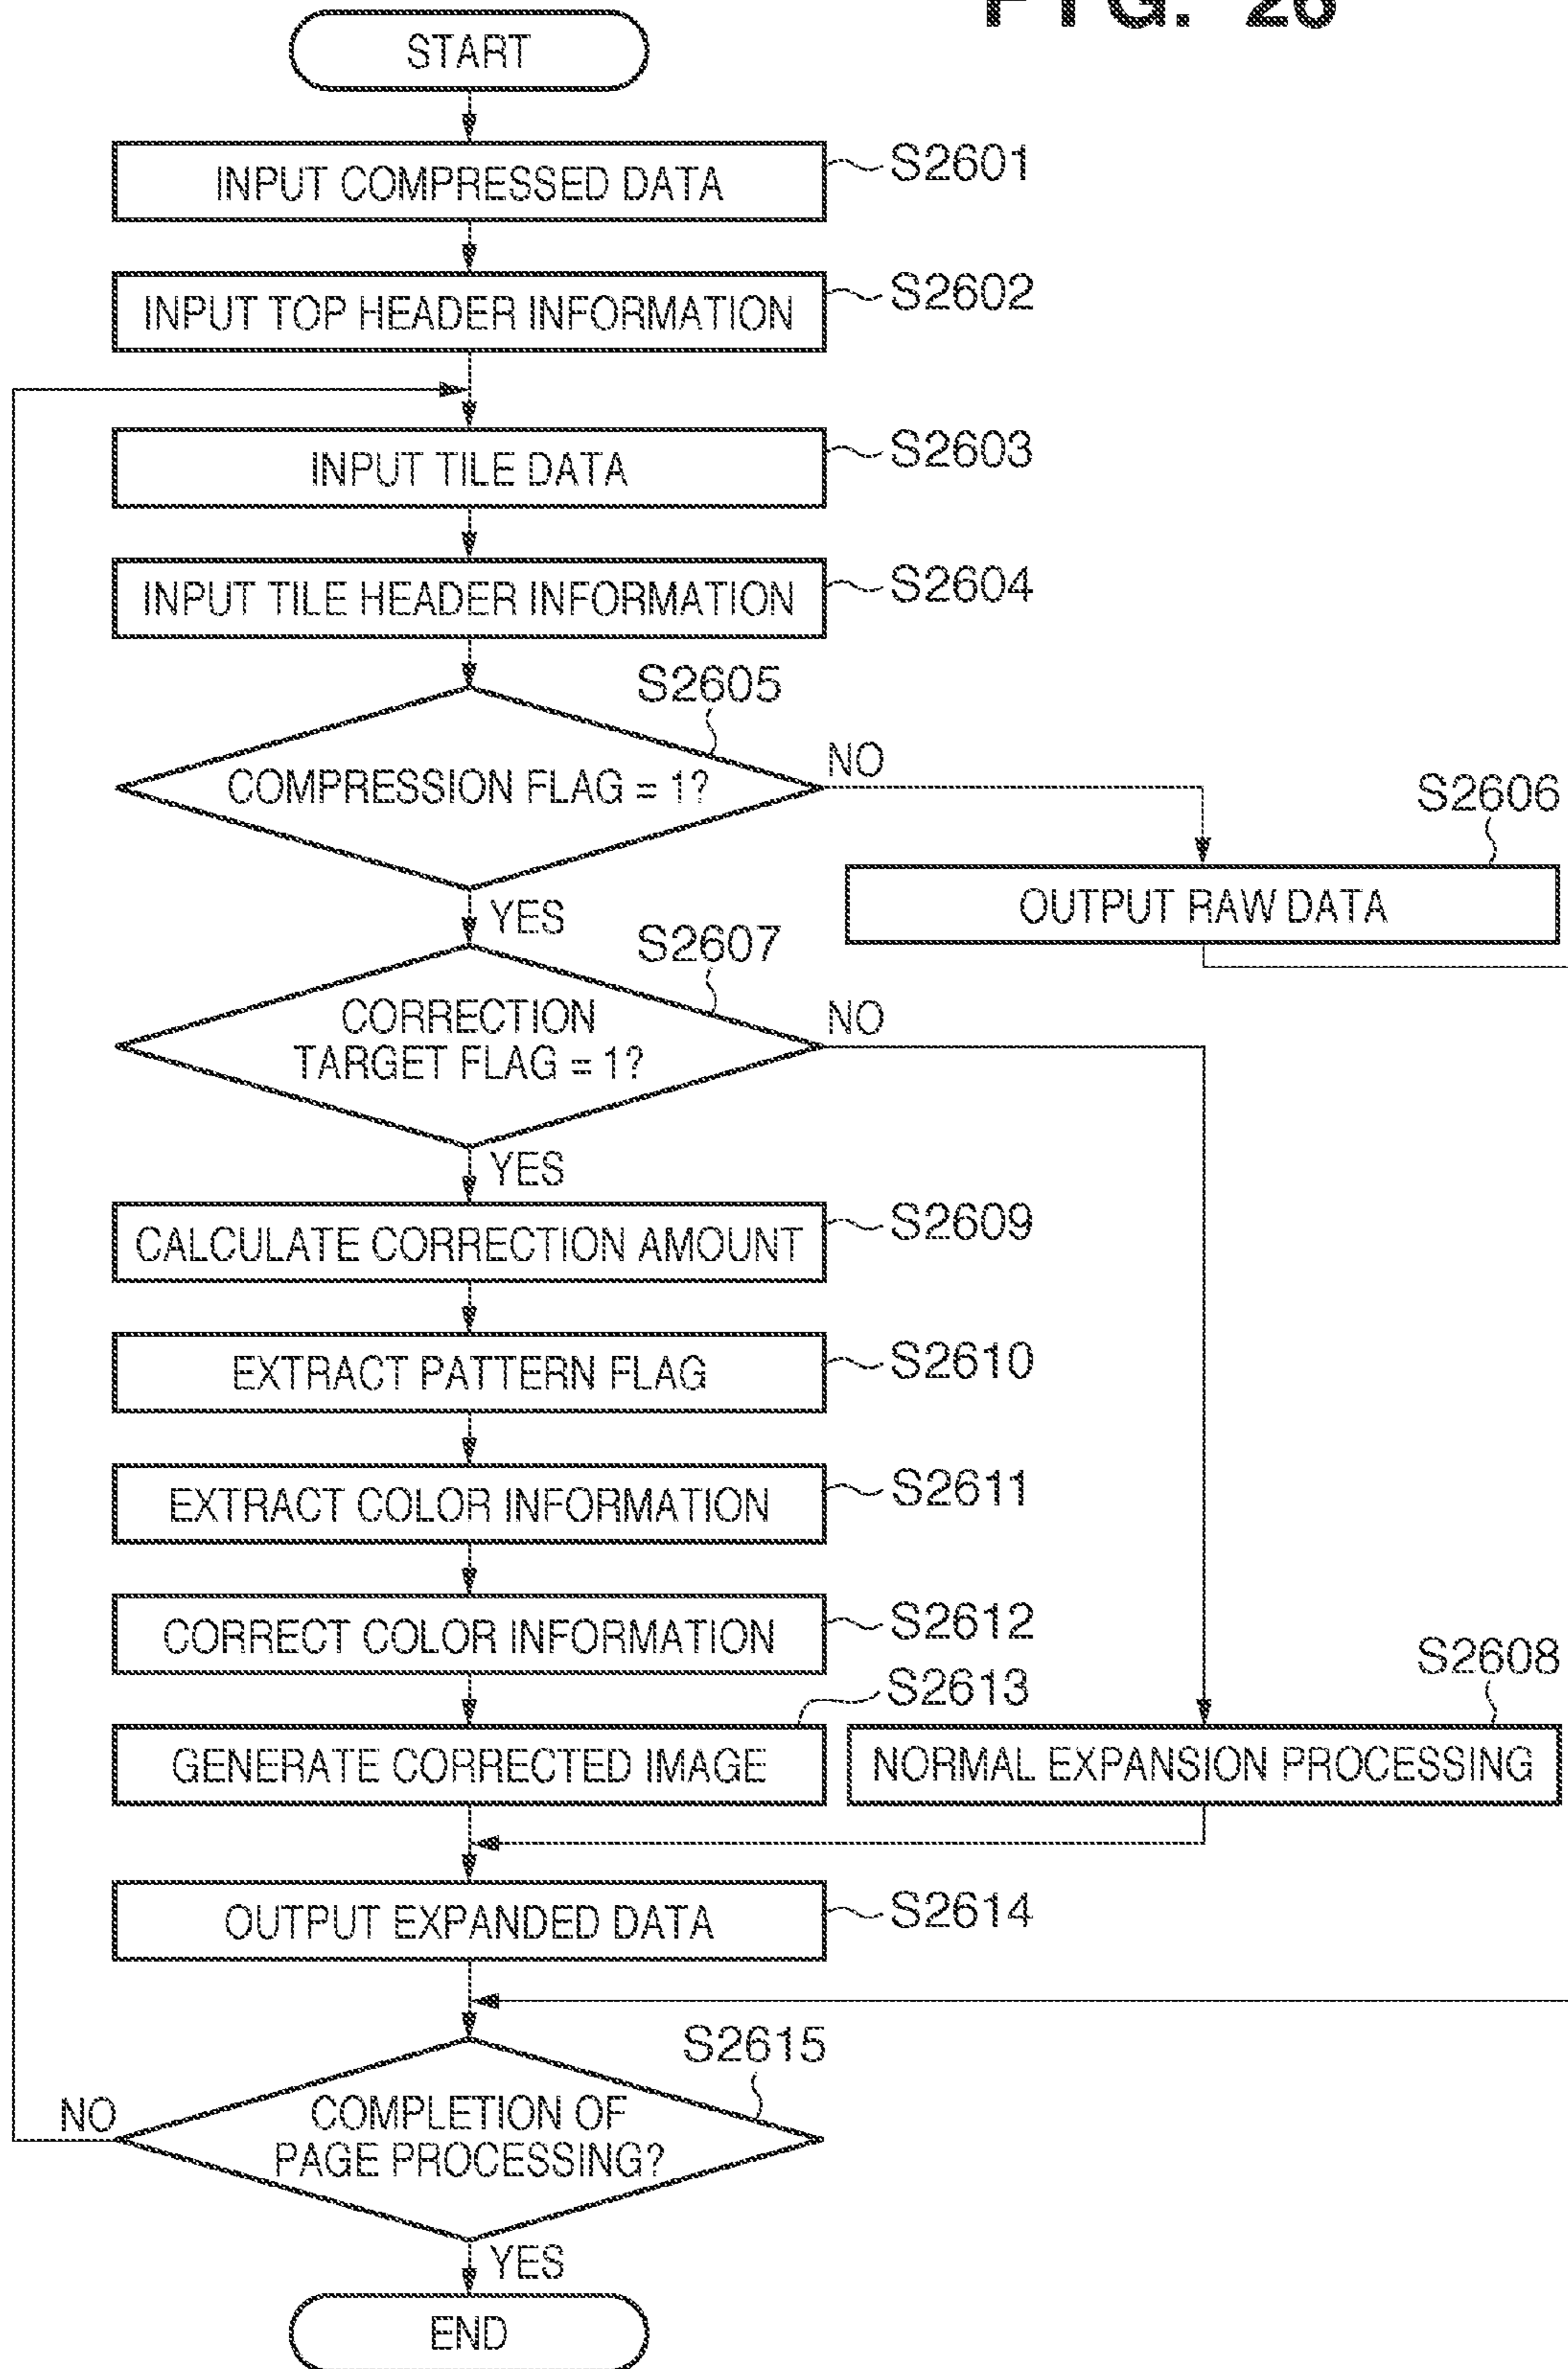 FIG. 26
START
INPUT COMPRESSED DATA
S2601
INPUT TOP HEADER INFORMATION
S2602
INPUT TILE DATA
S2603
INPUT TILE HEADER INFORMATION
S2604
S2605
COMPRESSION FLAG = 1?
NO
S2606
OUTPUT RAW DATA
YES
S2607
CORRECTION
TARGET FLAG = 1?
NO
YES
CALCULATE CORRECTION AMOUNT
S2609
EXTRACT PATTERN FLAG
S2610
EXTRACT COLOR INFORMATION
S2611
CORRECT COLOR INFORMATION
S2612
S2613
GENERATE CORRECTED IMAGE
S2608
NORMAL EXPANSION PROCESSING
OUTPUT EXPANDED DATA
S2614
S2615
COMPLETION OF
PAGE PROCESSING?
NO
YES
END